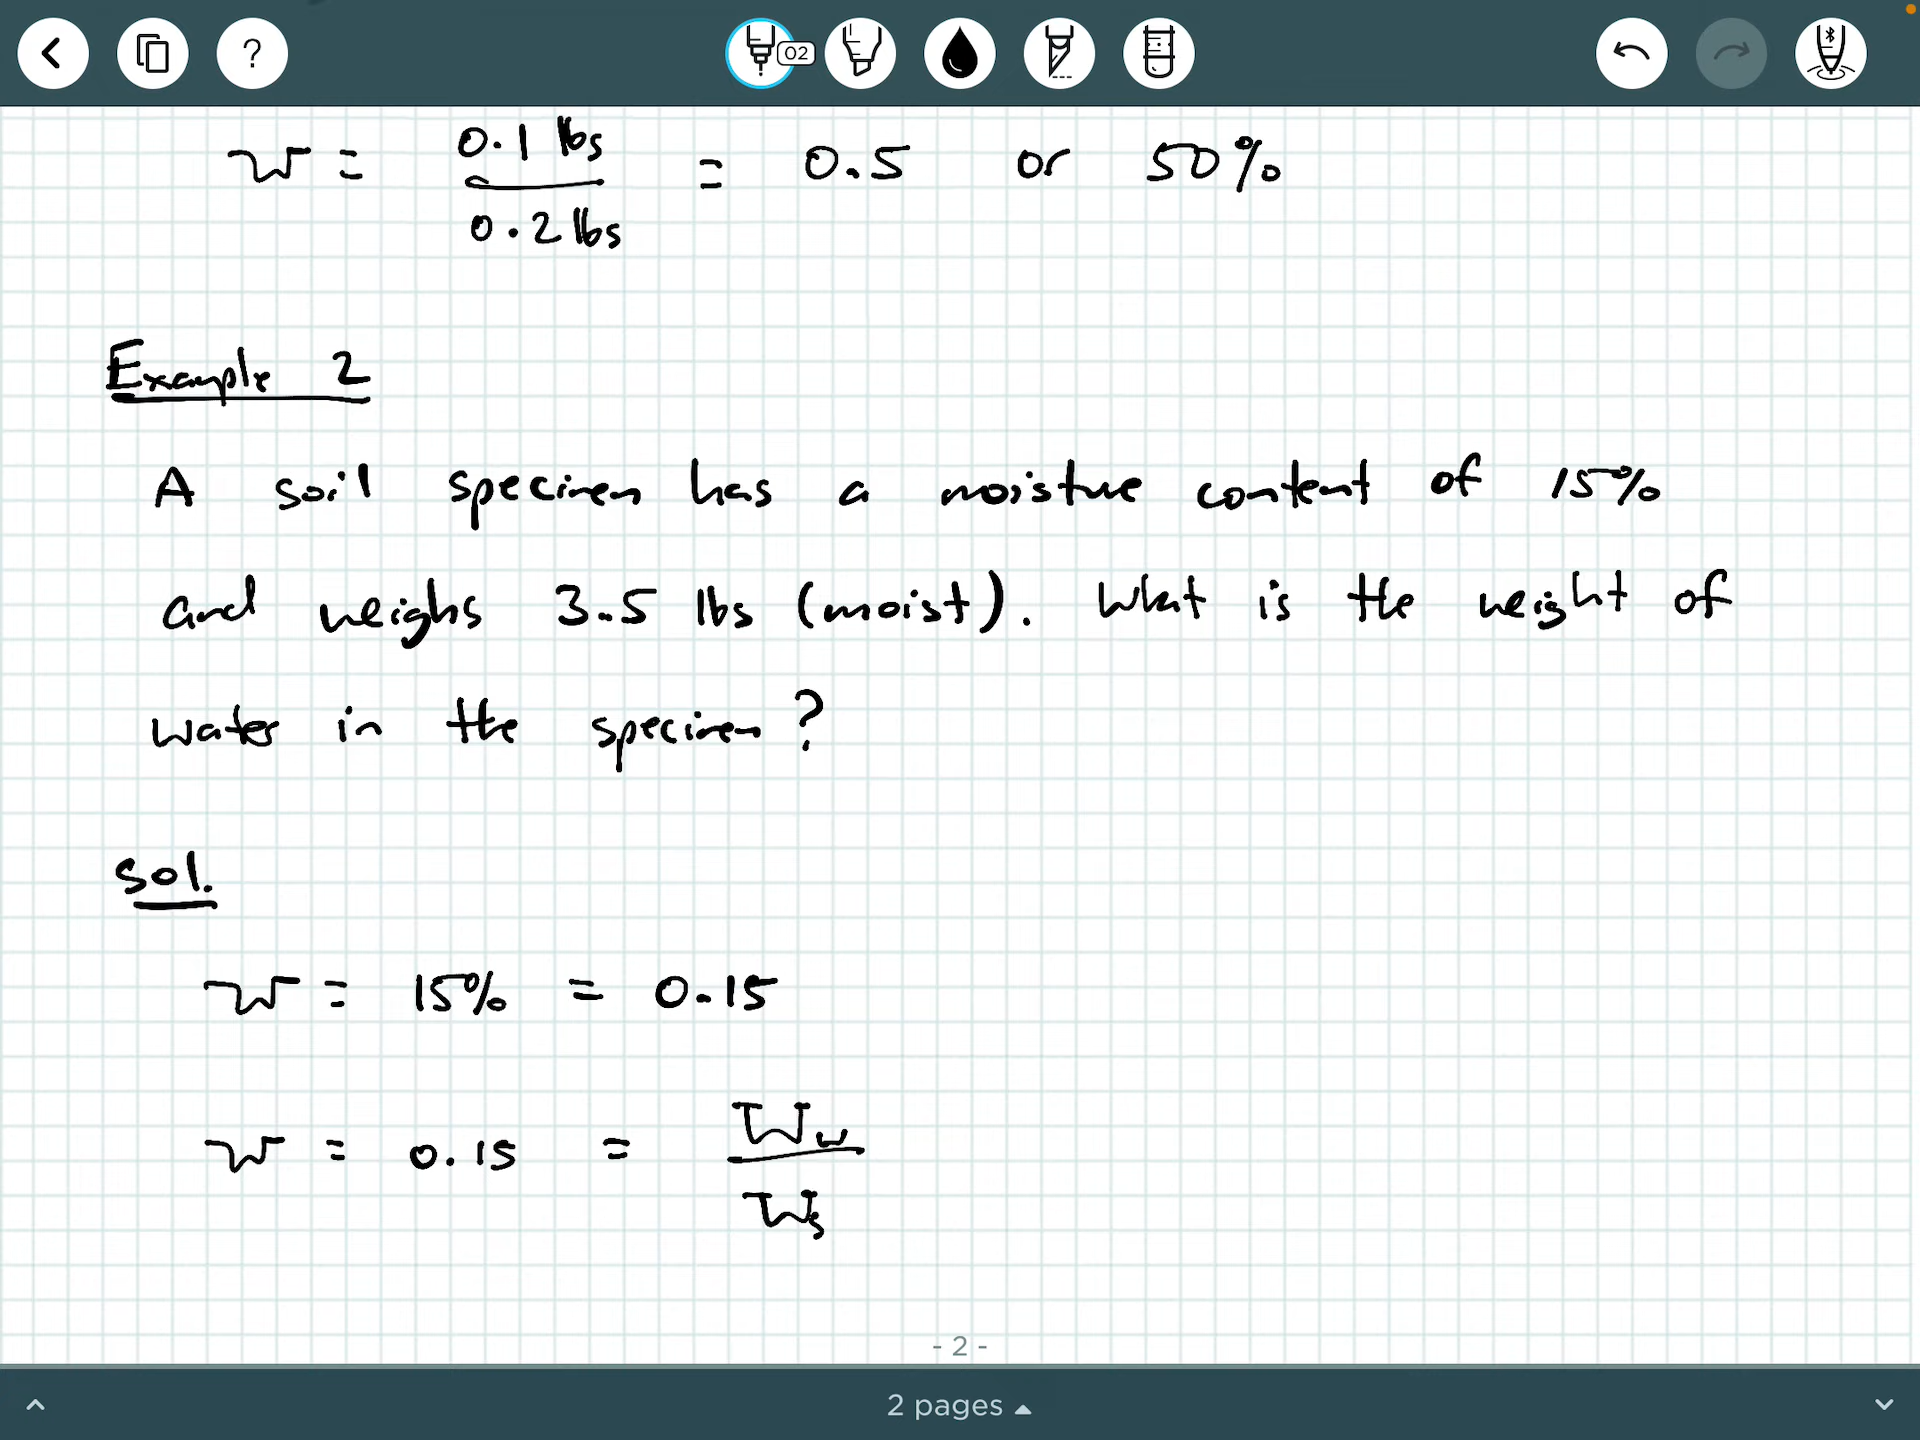 ?
02
w = 0.1 lbs / 0.2 lbs = 0.5 or 50%
Example 2
A soil specimen has a moisture content of 15%
and weighs 3.5 lbs (moist). What is the weight of
water in the specimen?
sol.
w = 15% = 0.15
w = 0.15 = Ww / Ws
- 2 -
2 pages